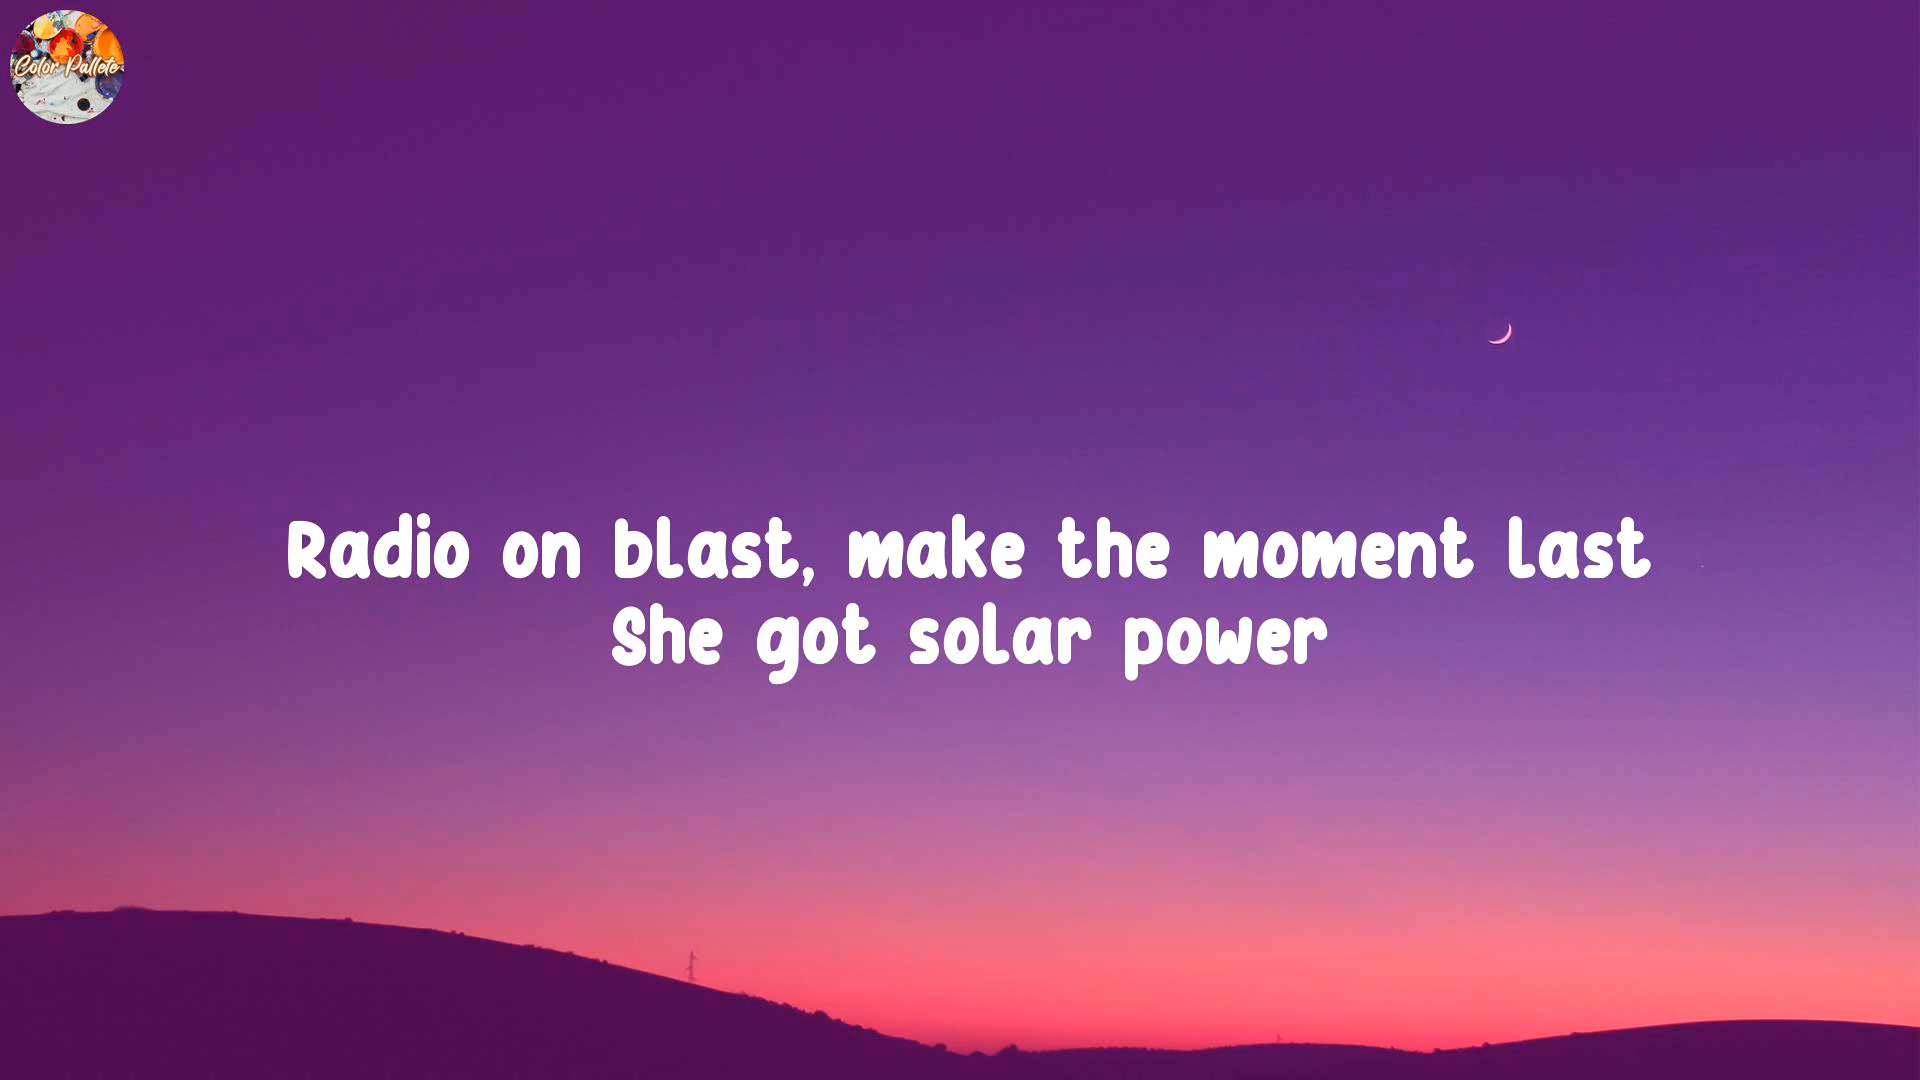 Color Pallete
Radio on blast, make the moment last
She got solar power